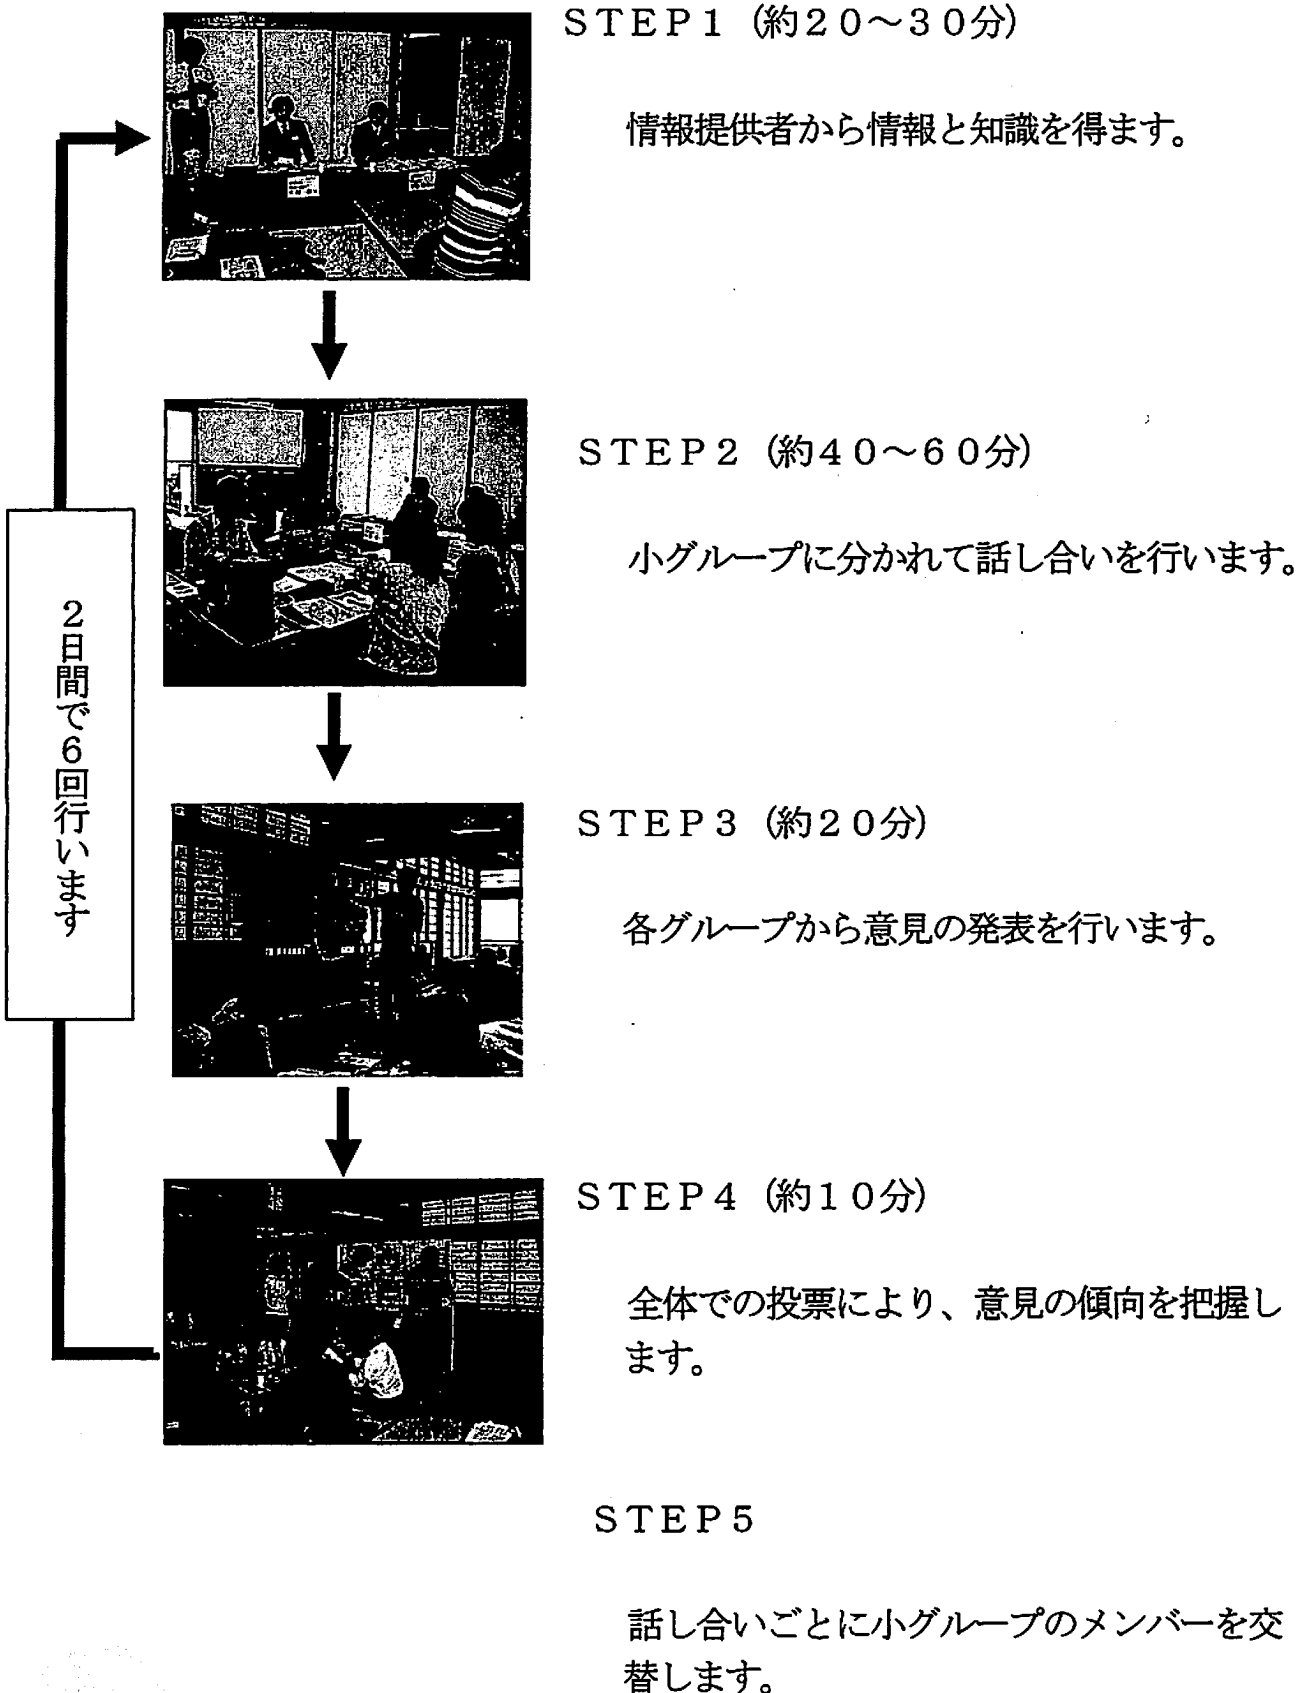 STEP1（約20～30分）
情報提供者から情報と知識を得ます。
STEP2（約40～60分）
小グループに分かれて話し合いを行います。
2日間で6回行います
STEP3（約20分）
各グループから意見の発表を行います。
STEP4（約10分）
全体での投票により、意見の傾向を把握し
ます。
STEP5
話し合いごとに小グループのメンバーを交
替します。